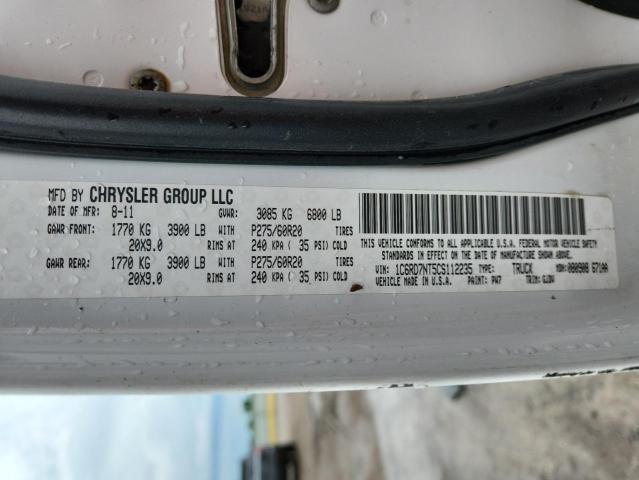 MFD BY CHRYSLER GROUP LLC
DATE OF MFR: 8-11 GVWR: 3085 KG 6800 LB
GAWR FRONT: 1770 KG 3900 LB WITH P275/60R20 TIRES
20X9.0 RIMS AT 240 KPA ( 35 PSI) COLD
GAWR REAR: 1770 KG 3900 LB WITH P275/60R20 TIRES
20X9.0 RIMS AT 240 KPA ( 35 PSI) COLD
THIS VEHICLE CONFORMS TO ALL APPLICABLE U.S.A. FEDERAL MOTOR VEHICLE SAFETY
STANDARDS IN EFFECT ON THE DATE OF MANUFACTURE SHOWN ABOVE.
VIN: 1C6RD7NT5CS112235 TYPE: TRUCK MDH: 080908 671AA
VEHICLE MADE IN U.S.A. PAINT: PW7 TRIM: